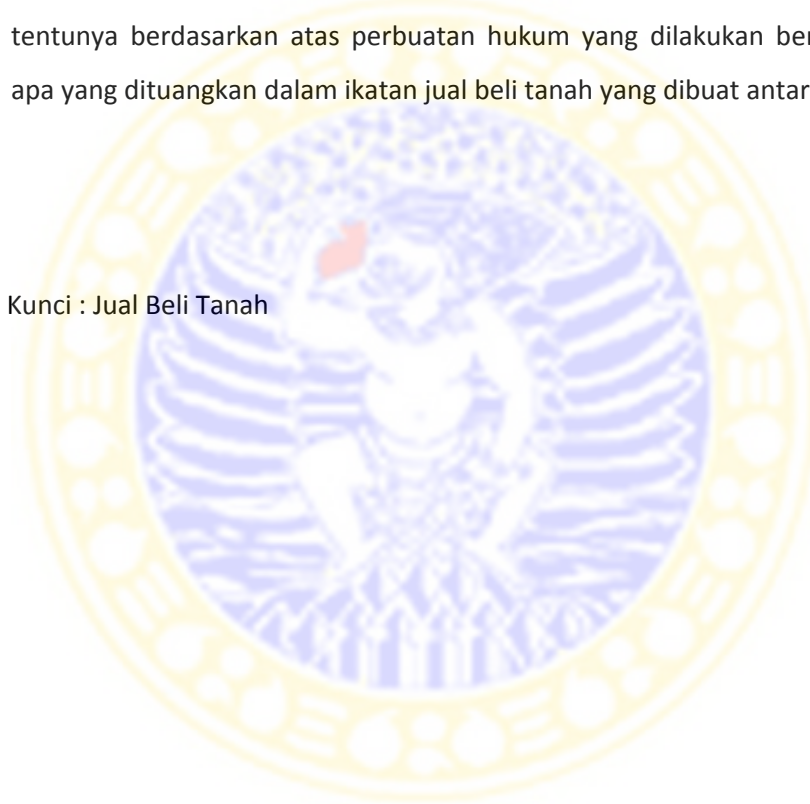 tentunya berdasarkan atas perbuatan hukum yang dilakukan
apa yang dituangkan dalam ikatan jual beli tanah yang dibuat
Kunci : Jual Beli Tanah